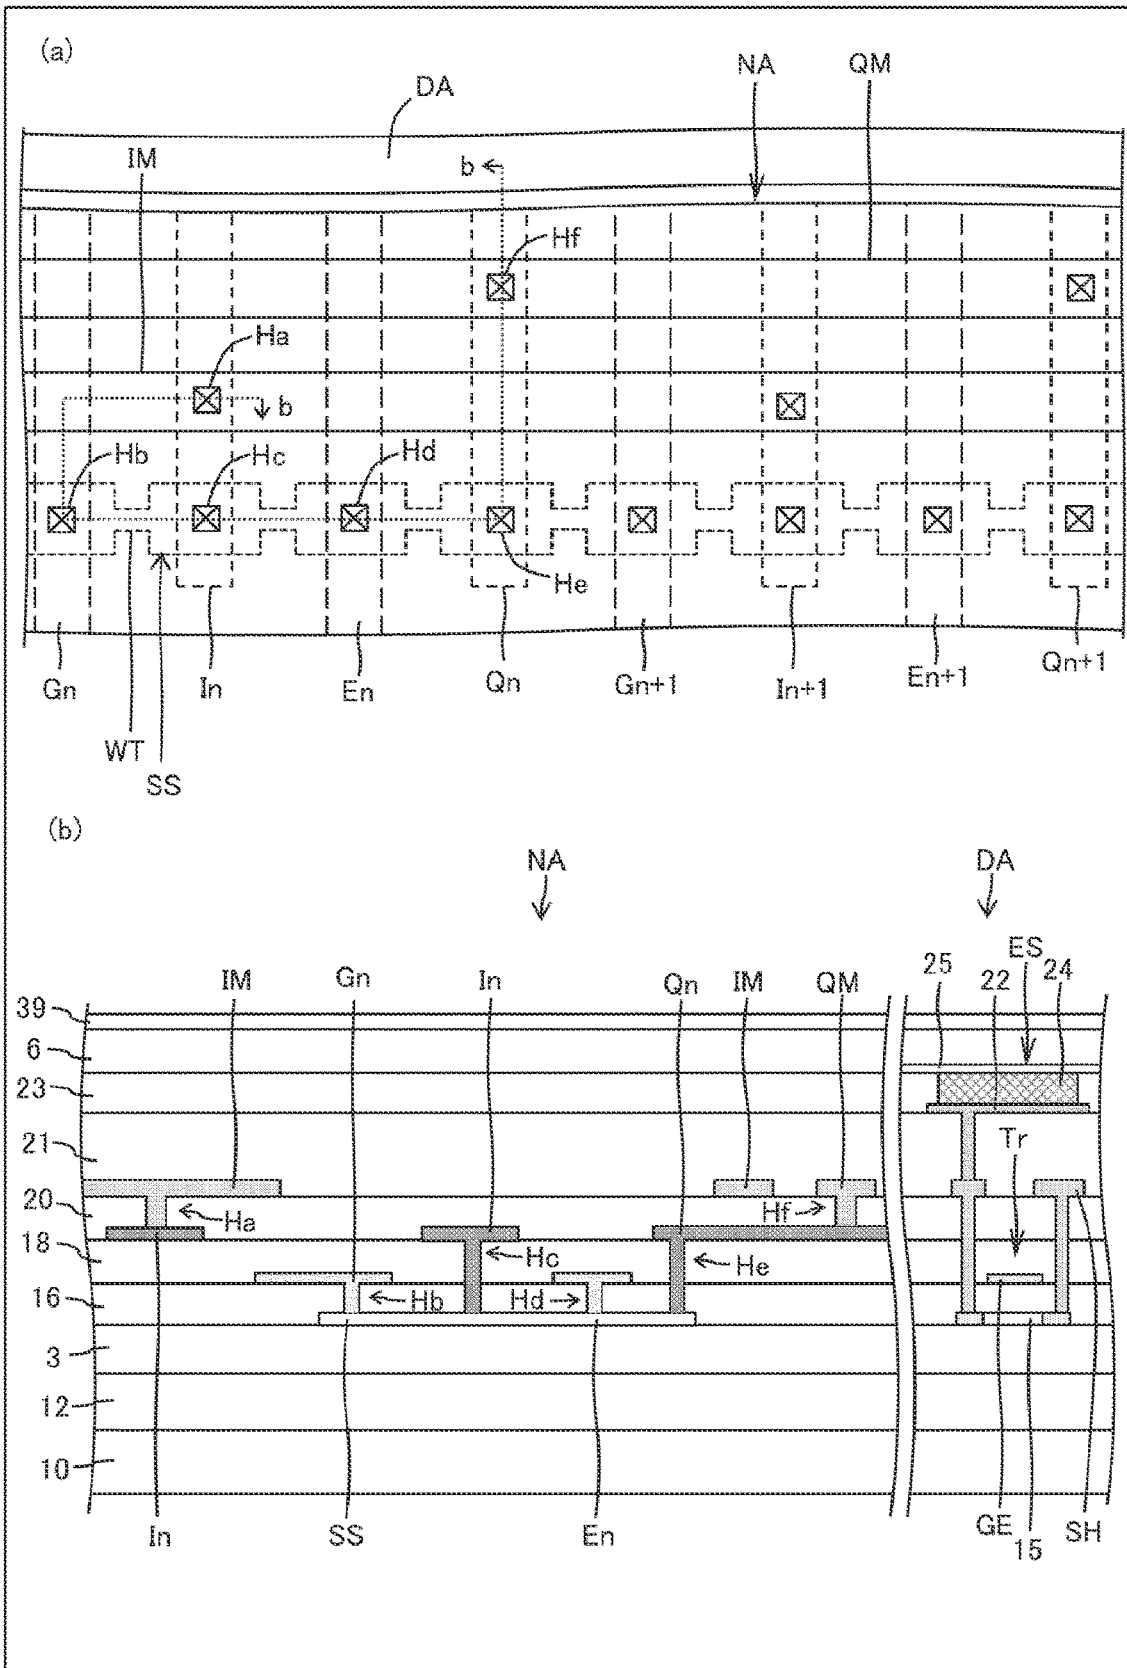 (a)
NA
QM
DA
IM
b
Hf
Ha
b
Hb
Hc
Hd
He
Gn
In
En
Qn
Gn+1
In+1
En+1
Qn+1
WT
SS
(b)
NA
DA
ES
IM
Gn
In
Qn
IM
QM
25
22
24
39
6
23
21
Tr
20
Ha
Hf
18
Hc
He
16
Hb
Hd
3
12
10
In
SS
En
GE
15
SH